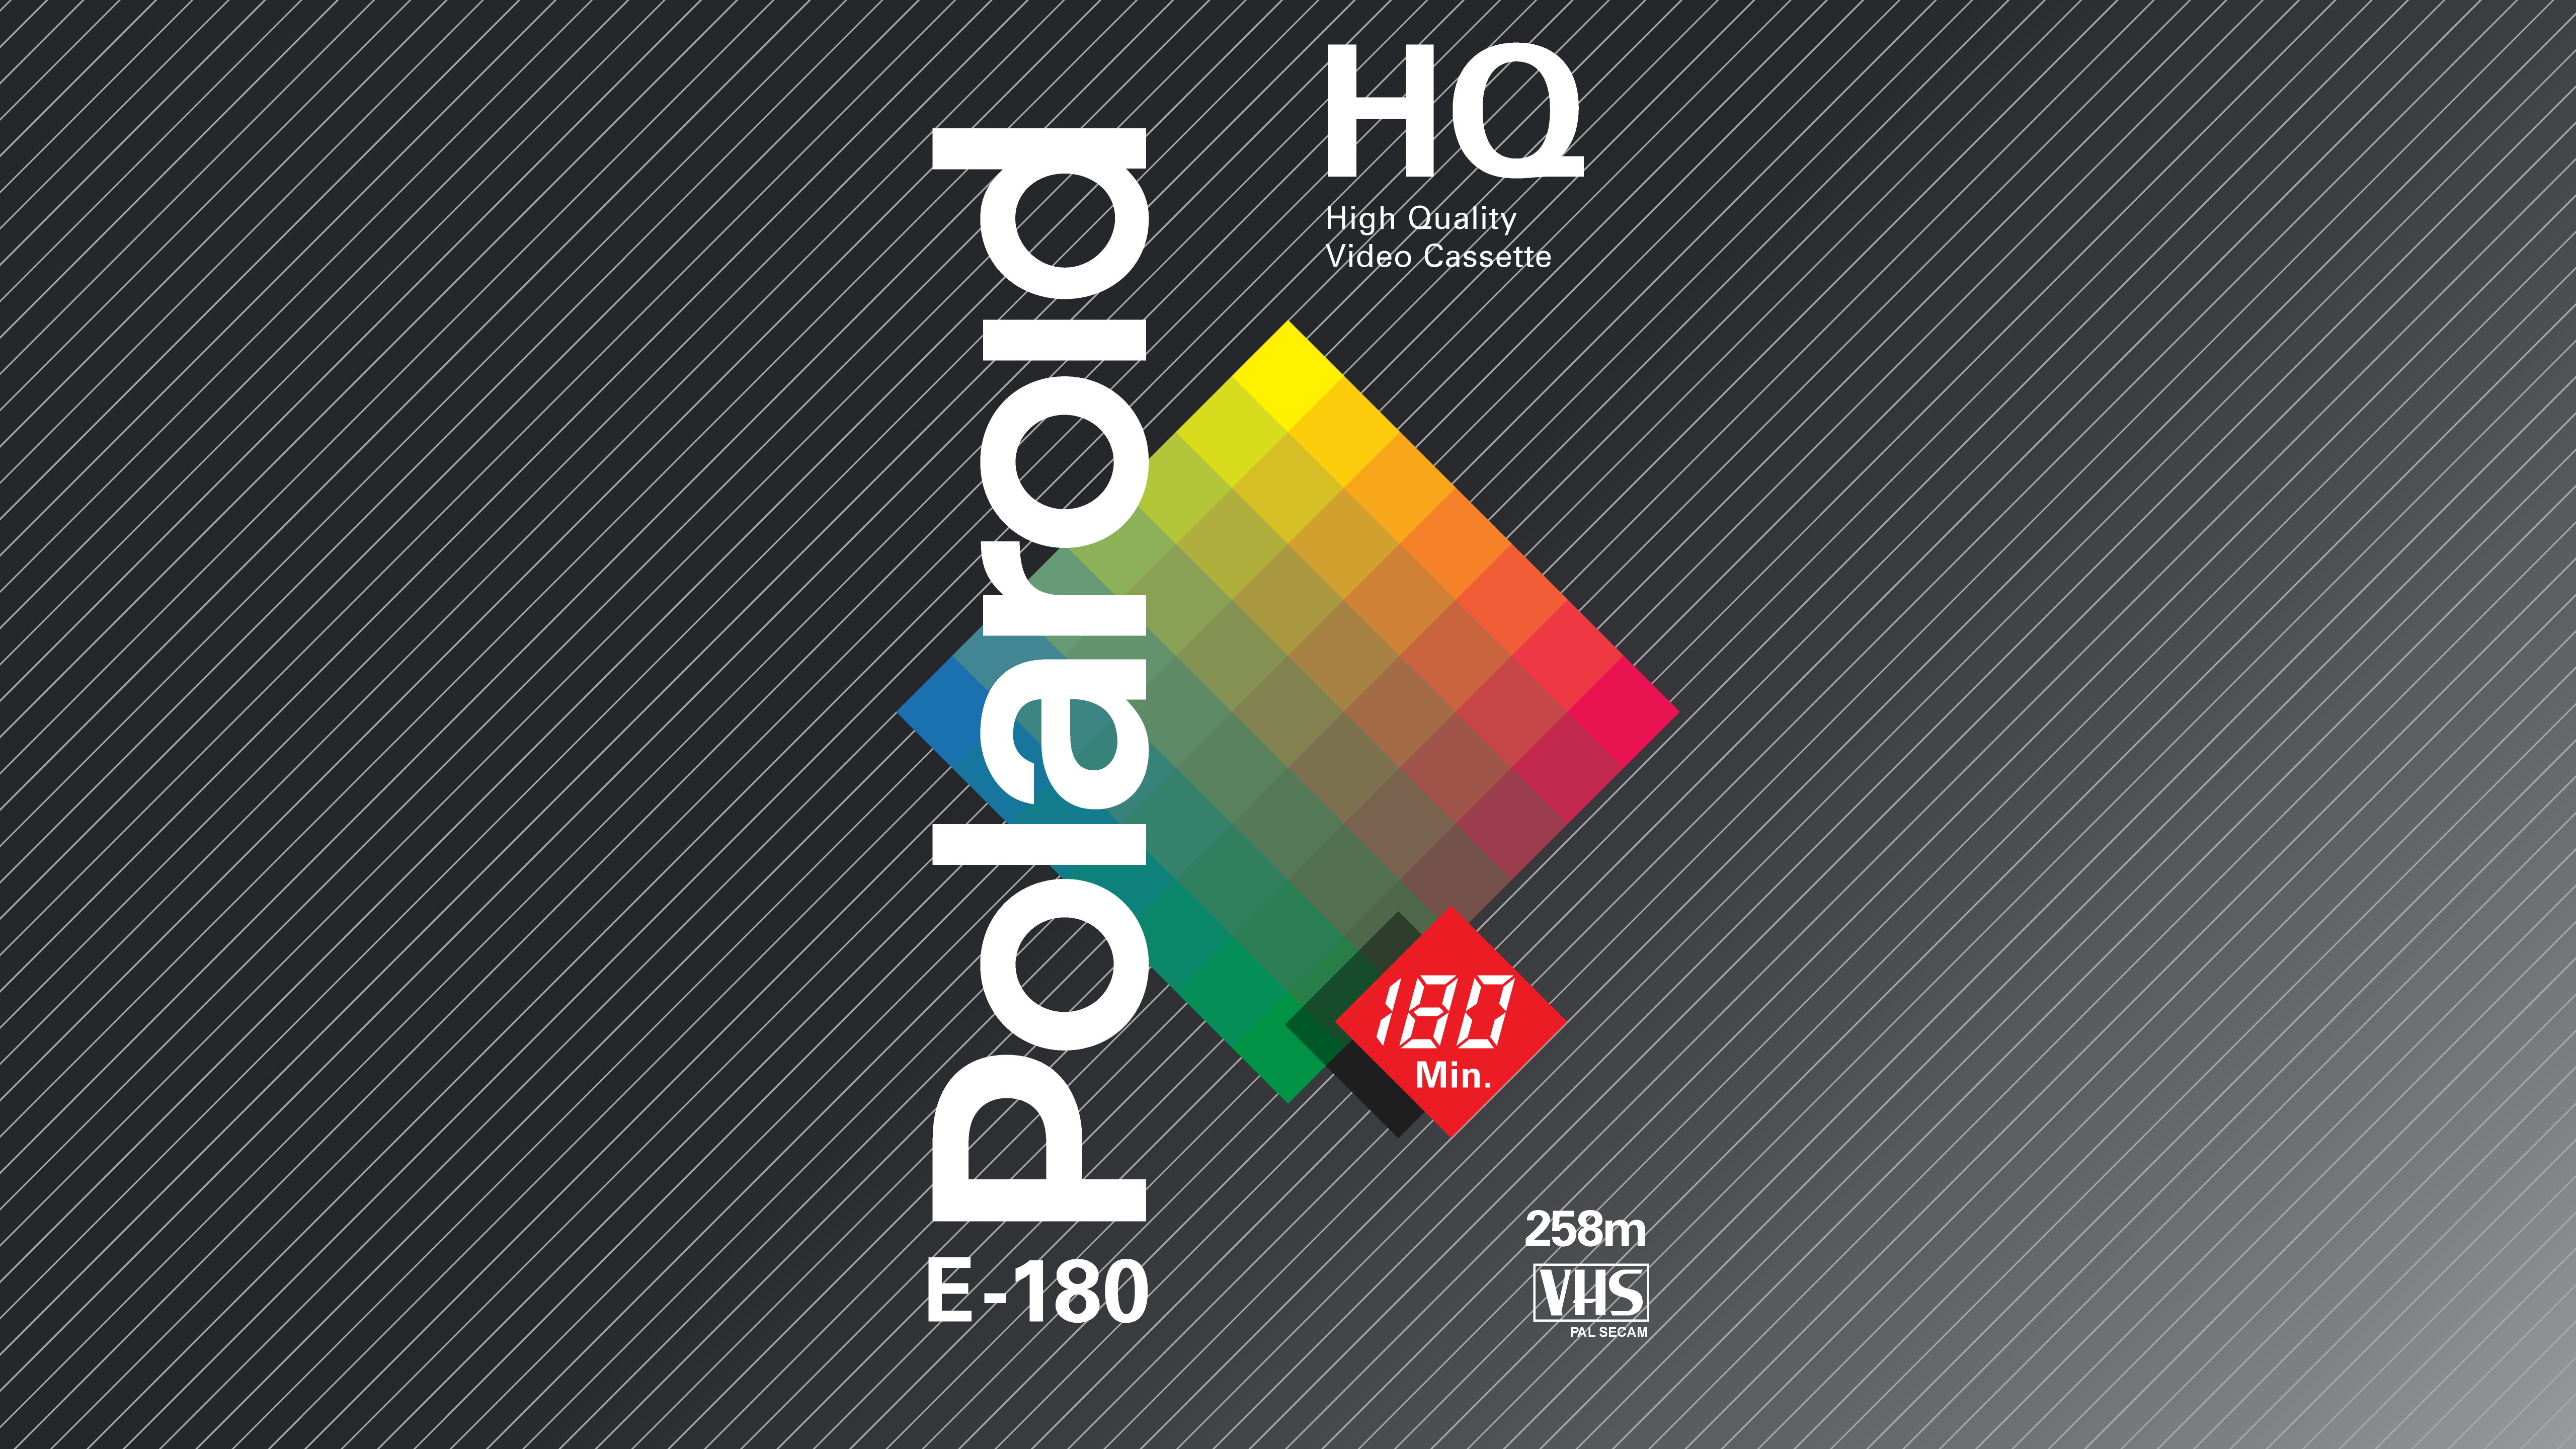 HQ
High Quality
Video Cassette
Polaroid
180
Min.
E-180
258m
VHS
PAL SECAM